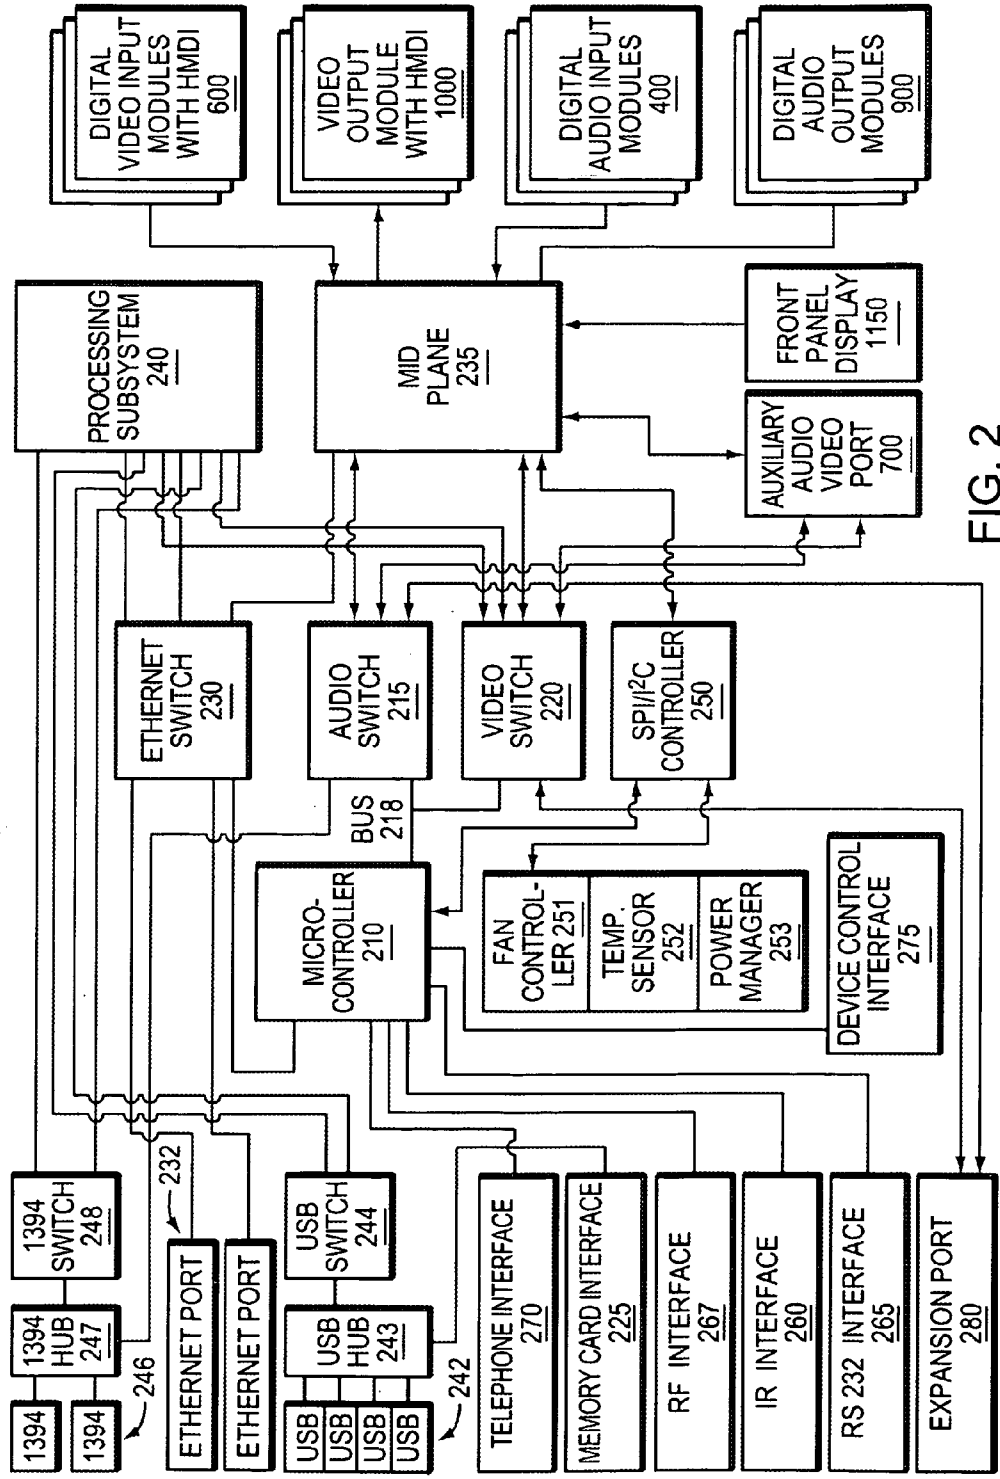 1394
1394
246
1394
HUB
247
1394
SWITCH
248
232
ETHERNET PORT
ETHERNET PORT
USB
USB
USB
USB
242
USB
HUB
243
USB
SWITCH
244
TELEPHONE INTERFACE
270
MEMORY CARD INTERFACE
225
RF INTERFACE
267
IR INTERFACE
260
RS 232 INTERFACE
265
EXPANSION PORT
280
MICRO-
CONTROLLER
210
BUS
218
FAN
CONTROL-
LER 251
TEMP.
SENSOR
252
POWER
MANAGER
253
DEVICE CONTROL
INTERFACE
275
ETHERNET
SWITCH
230
AUDIO
SWITCH
215
VIDEO
SWITCH
220
SPI/I2C
CONTROLLER
250
PROCESSING
SUBSYSTEM
240
MID
PLANE
235
AUXILIARY
AUDIO
VIDEO
PORT
700
FRONT
PANEL
DISPLAY
1150
DIGITAL
VIDEO INPUT
MODULES
WITH HMDI
600
VIDEO
OUTPUT
MODULE
WITH HMDI
1000
DIGITAL
AUDIO INPUT
MODULES
400
DIGITAL
AUDIO
OUTPUT
MODULES
900
FIG. 2